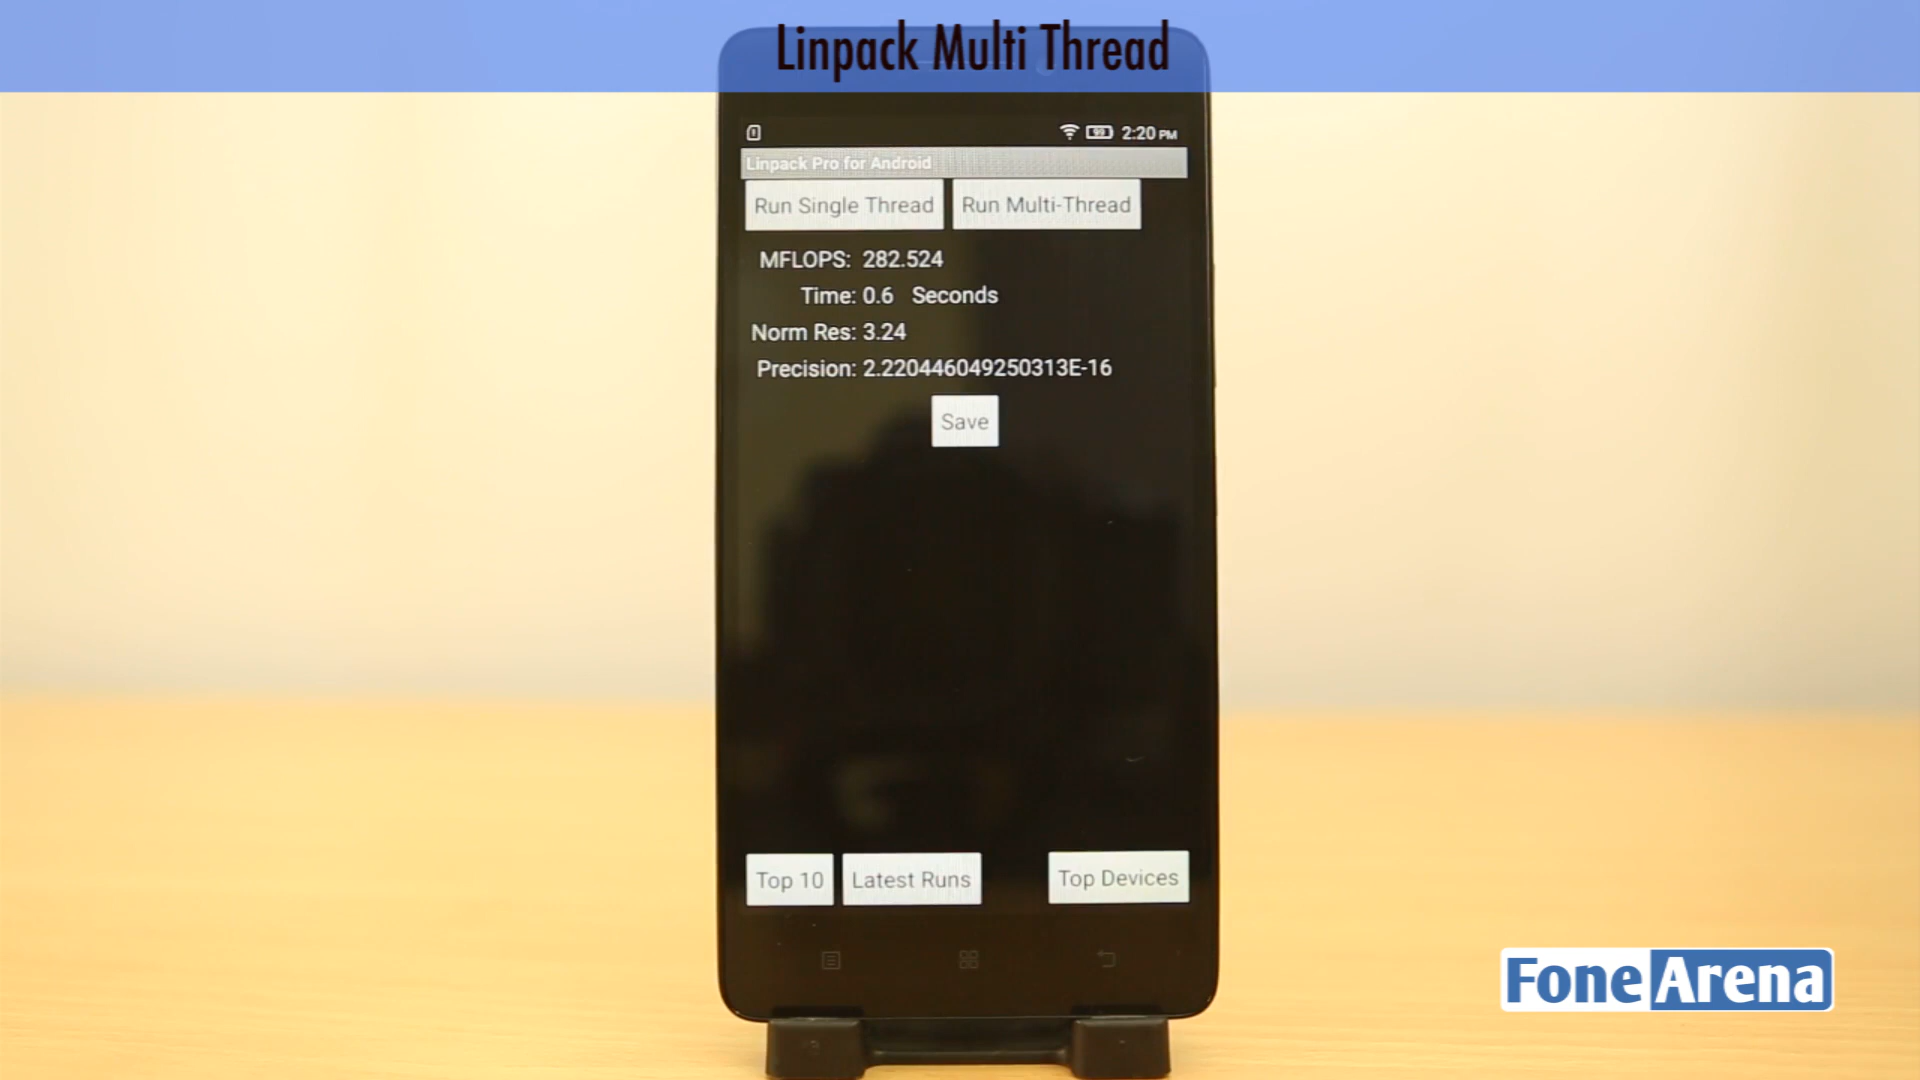 Linpack Multi Thread
99 2:20 PM
Linpack Pro for Android
Run Single Thread Run Multi-Thread
MFLOPS: 282.524
Time: 0.6 Seconds
Norm Res: 3.24
Precision: 2.220446049250313E-16
Save
Top 10 Latest Runs Top Devices
FoneArena